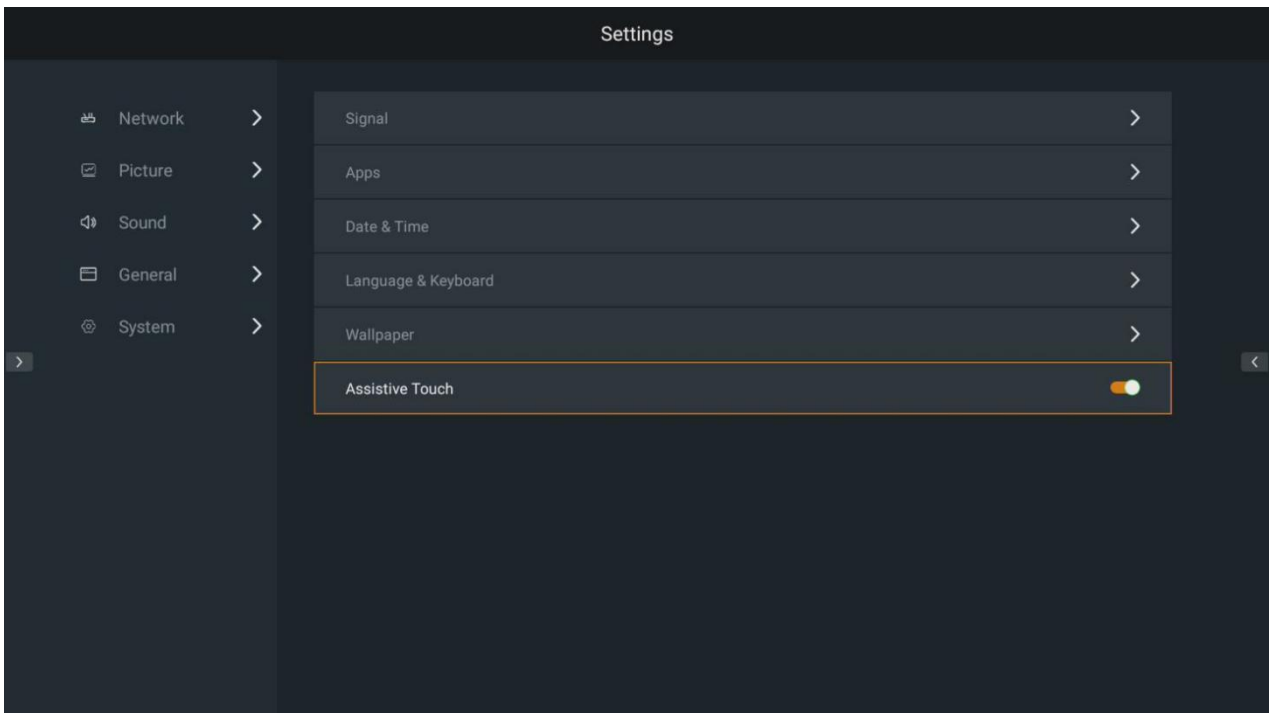 Settings
Network
Picture
Sound
General
System
Signal
Apps
Date & Time
Language & Keyboard
Wallpaper
Assistive Touch